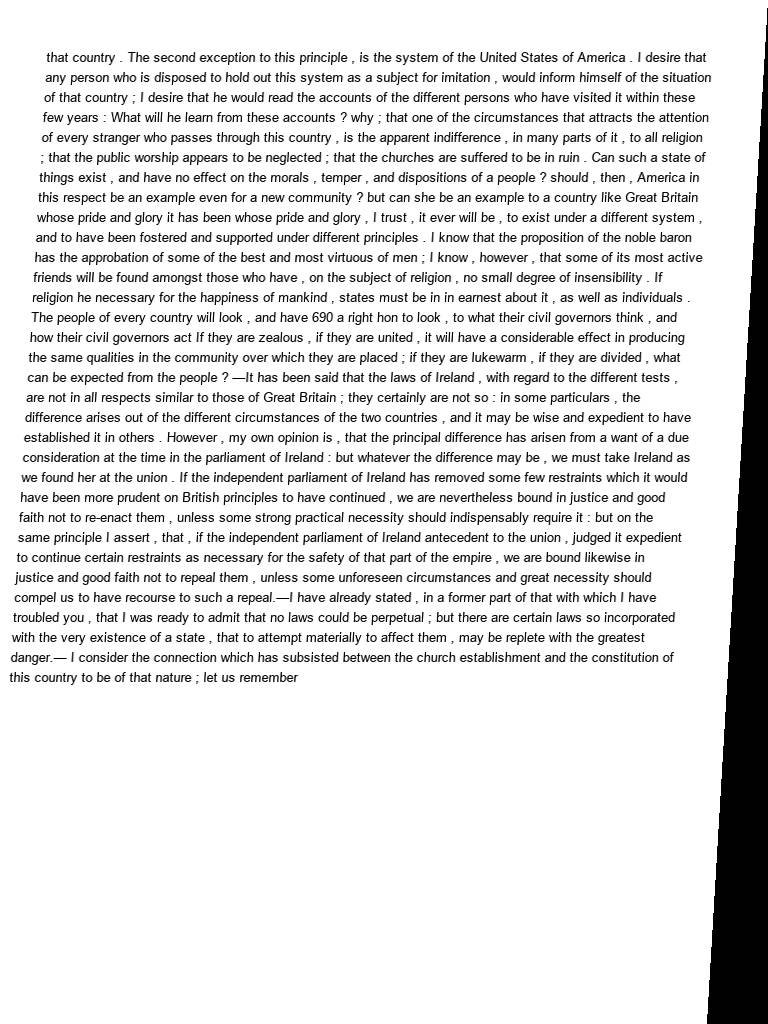 that country . The second exception to this principle , is the system of the United States of America . I desire that
any person who is disposed to hold out this system as a subject for imitation , would inform himself of the situation
of that country ; I desire that he would read the accounts of the different persons who have visited it within these
few years : What will he learn from these accounts ? why ; that one of the circumstances that attracts the attention
of every stranger who passes through this country , is the apparent indifference , in many parts of it , to all religion
; that the public worship appears to be neglected ; that the churches are suffered to be in ruin . Can such a state of
things exist , and have no effect on the morals , temper , and dispositions of a people ? should , then , America in
this respect be an example even for a new community ? but can she be an example to a country like Great Britain
whose pride and glory it has been whose pride and glory , I trust , it ever will be , to exist under a different system ,
and to have been fostered and supported under different principles . I know that the proposition of the noble baron
has the approbation of some of the best and most virtuous of men ; I know , however , that some of its most active
friends will be found amongst those who have , on the subject of religion , no small degree of insensibility . If
religion he necessary for the happiness of mankind , states must be in in earnest about it , as well as individuals .
The people of every country will look , and have 690 a right hon to look , to what their civil governors think , and
how their civil governors act If they are zealous , if they are united , it will have a considerable effect in producing
the same qualities in the community over which they are placed ; if they are lukewarm , if they are divided , what
can be expected from the people ? —It has been said that the laws of Ireland , with regard to the different tests ,
are not in all respects similar to those of Great Britain ; they certainly are not so : in some particulars , the
difference arises out of the different circumstances of the two countries , and it may be wise and expedient to have
established it in others . However , my own opinion is , that the principal difference has arisen from a want of a due
consideration at the time in the parliament of Ireland : but whatever the difference may be , we must take Ireland as
we found her at the union . If the independent parliament of Ireland has removed some few restraints which it would
have been more prudent on British principles to have continued , we are nevertheless bound in justice and good
faith not to re-enact them , unless some strong practical necessity should indispensably require it : but on the
same principle I assert , that , if the independent parliament of Ireland antecedent to the union , judged it expedient
to continue certain restraints as necessary for the safety of that part of the empire , we are bound likewise in
justice and good faith not to repeal them , unless some unforeseen circumstances and great necessity should
compel us to have recourse to such a repeal.—I have already stated , in a former part of that with which I have
troubled you , that I was ready to admit that no laws could be perpetual ; but there are certain laws so incorporated
with the very existence of a state , that to attempt materially to affect them , may be replete with the greatest
danger.— I consider the connection which has subsisted between the church establishment and the constitution of
this country to be of that nature ; let us remember